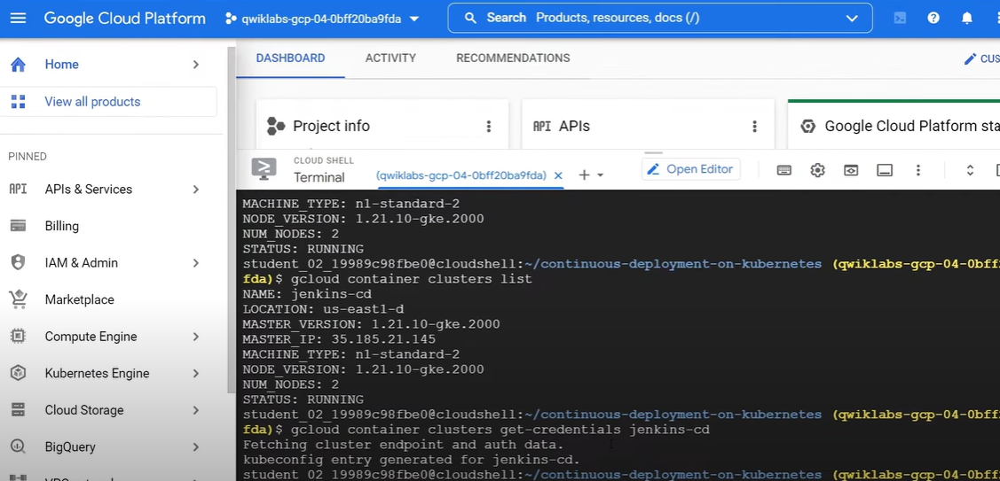 Google Cloud Platform
qwiklabs-gcp-04-0bff20ba9fda
Search Products, resources, docs (/)
Home
View all products
PINNED
API APIs & Services
Billing
IAM & Admin
Marketplace
Compute Engine
Kubernetes Engine
Cloud Storage
BigQuery
DASHBOARD ACTIVITY RECOMMENDATIONS
Project info
API APIs
Google Cloud Platform
CLOUD SHELL
Terminal
(qwiklabs-gcp-04-0bff20ba9fda) × +
Open Editor
MACHINE_TYPE: n1-standard-2
NODE_VERSION: 1.21.10-gke.2000
NUM_NODES: 2
STATUS: RUNNING
student_02_19989c98fbe0@cloudshell:~/continuous-deployment-on-kubernetes (qwiklabs-gcp-04-0bff
fda)$ gcloud container clusters list
NAME: jenkins-cd
LOCATION: us-east1-d
MASTER_VERSION: 1.21.10-gke.2000
MASTER_IP: 35.185.21.145
MACHINE_TYPE: n1-standard-2
NODE_VERSION: 1.21.10-gke.2000
NUM_NODES: 2
STATUS: RUNNING
student_02_19989c98fbe0@cloudshell:~/continuous-deployment-on-kubernetes (qwiklabs-gcp-04-0bff
fda)$ gcloud container clusters get-credentials jenkins-cd
Fetching cluster endpoint and auth data.
kubeconfig entry generated for jenkins-cd.
student_02_19989c98fbe0@cloudshell:~/continuous-deployment-on-kubernetes (qwiklabs-gcp-04-0bff